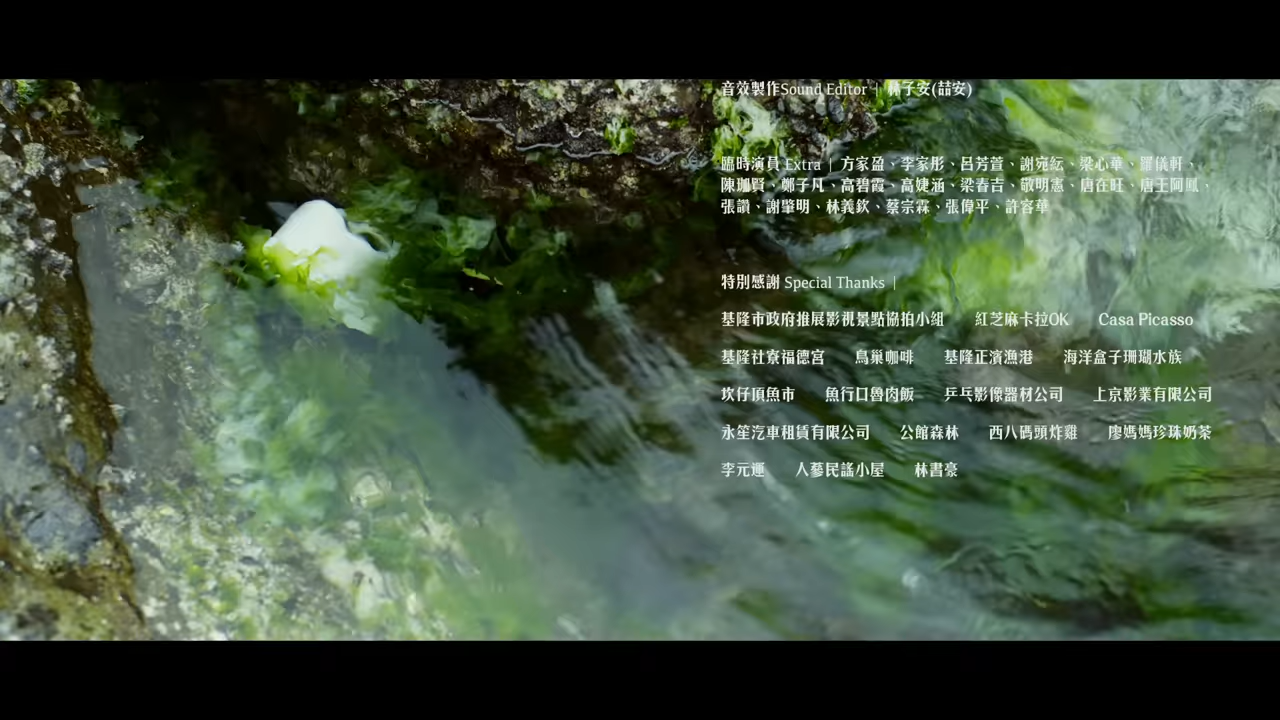 音效製作Sound Editor | 林子安(喆安)
臨時演員 Extra | 方家盈、李家彤、呂芳萱、謝宛紜、梁心華、羅儀軒、
陳珈賢、鄭子凡、高碧霞、高婕涵、梁春吉、敬明憲、唐在旺、唐王阿鳳、
張讚、謝肇明、林義欽、蔡宗霖、張偉平、許容華
特別感謝 Special Thanks |
基隆市政府推展影視景點協拍小組 紅芝麻卡拉OK Casa Picasso
基隆社寮福德宮 鳥巢咖啡 基隆正濱漁港 海洋盒子珊瑚水族
坎仔頂魚市 魚行口魯肉飯 乒乓影像器材公司 上京影業有限公司
永笙汽車租賃有限公司 公館森林 西八碼頭炸雞 廖媽媽珍珠奶茶
李元運 人蔘民謠小屋 林書豪